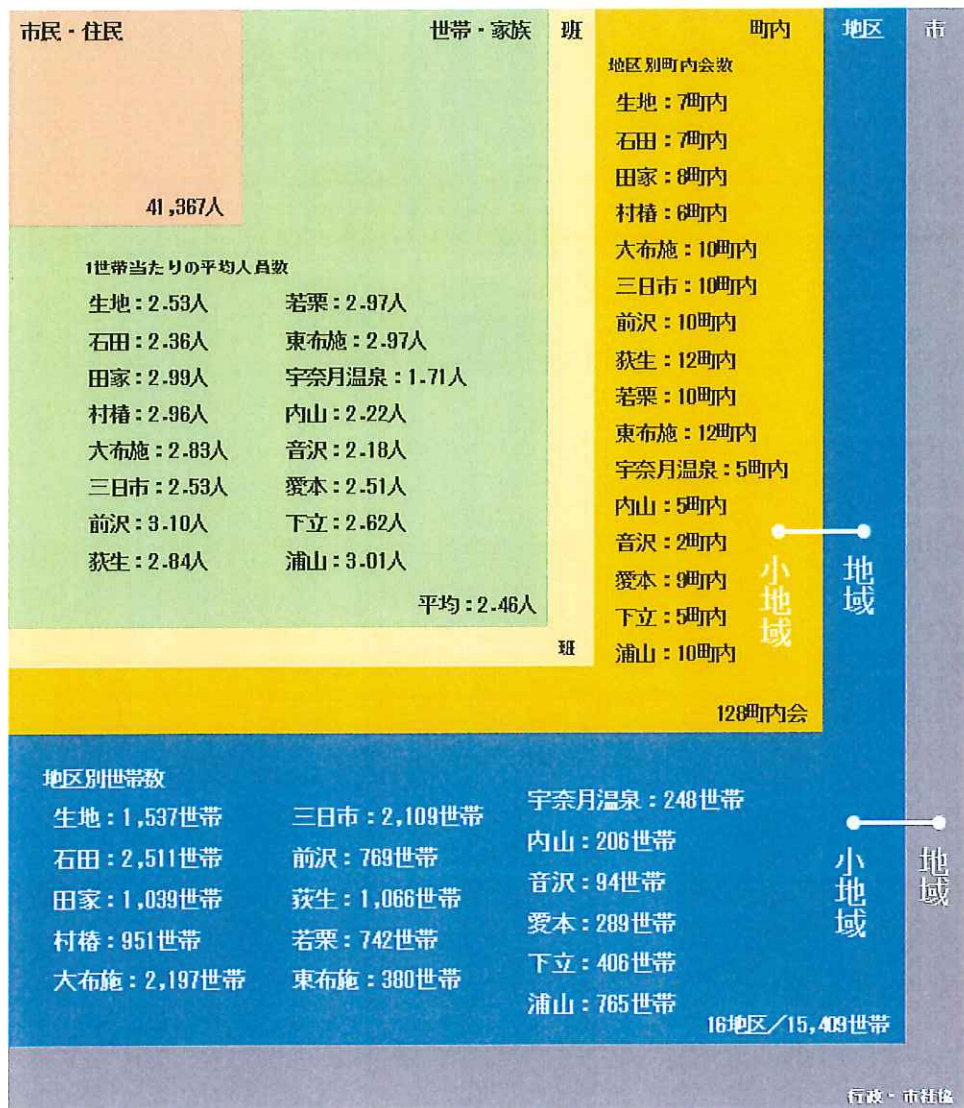 市民・住民
世帯・家族
班
町内
地区
市
41,367人
1世帯当たりの平均人員数
生地：2.53人
石田：2.36人
田家：2.99人
村椿：2.96人
大布施：2.83人
三日市：2.53人
前沢：3.10人
荻生：2.84人
若栗：2.97人
東布施：2.97人
宇奈月温泉：1.71人
内山：2.22人
音沢：2.18人
愛本：2.51人
下立：2.62人
浦山：3.01人
平均：2.46人
班
地区別町内会数
生地：7町内
石田：7町内
田家：8町内
村椿：6町内
大布施：10町内
三日市：10町内
前沢：10町内
荻生：12町内
若栗：10町内
東布施：12町内
宇奈月温泉：5町内
内山：5町内
音沢：2町内
愛本：9町内
下立：5町内
浦山：10町内
128町内会
小地域
地域
地区別世帯数
生地：1,537世帯
石田：2,511世帯
田家：1,039世帯
村椿：951世帯
大布施：2,197世帯
三日市：2,109世帯
前沢：769世帯
荻生：1,066世帯
若栗：742世帯
東布施：380世帯
宇奈月温泉：248世帯
内山：206世帯
音沢：94世帯
愛本：289世帯
下立：406世帯
浦山：765世帯
16地区／15,409世帯
小地域
地域
行政・市社協